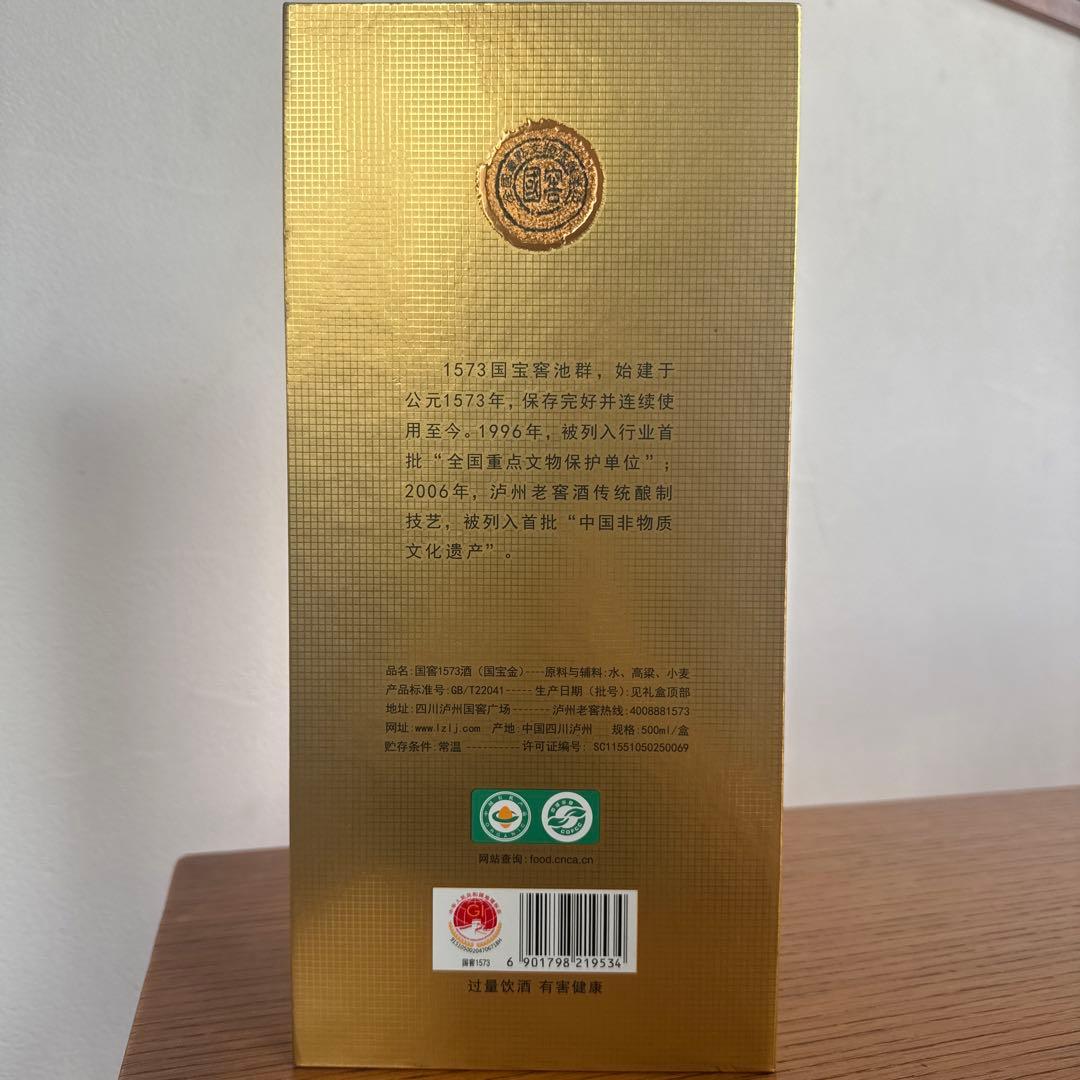 國窖
1573国宝窖池群，始建于
公元1573年，保存完好并连续使
用至今。1996年，被列入行业首
批“全国重点文物保护单位”；
2006年，泸州老窖酒传统酿制
技艺，被列入首批“中国非物质
文化遗产”。
品名:国窖1573酒（国宝金）----原料与辅料:水、高粱、小麦
产品标准号:GB/T22041-----生产日期（批号）:见礼盒顶部
地址:四川泸州国窖广场-------泸州老窖热线:4008881573
网址:www.lzlj.com 产地:中国四川泸州 规格:500ml/盒
贮存条件:常温----------许可证编号: SC11551050250069
ORGANIC
COFCC
网站查询:food.cnca.cn
GI
国窖1573
6 901798 219534
过量饮酒 有害健康